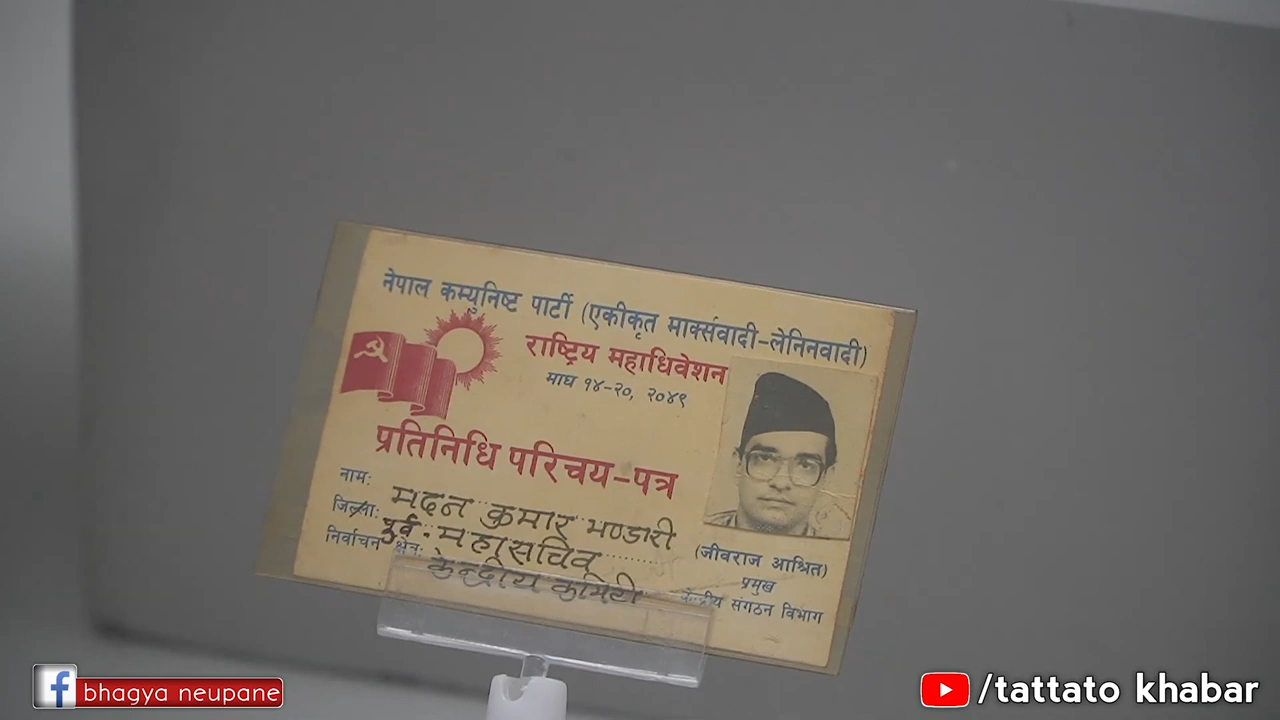 नेपाल कम्युनिष्ट पार्टी (एकीकृत मार्क्सवादी-लेनिनवादी)
राष्ट्रिय महाधिवेशन
माघ १४-२०, २०४९
प्रतिनिधि परिचय-पत्र
नाम: मदन कुमार भण्डारी
जिल्ला: पुर्व. महासचिव
निर्वाचन क्षेत्र: केन्द्रीय कमिटी
(जीवराज आश्रित)
प्रमुख
केन्द्रीय संगठन विभाग
bhagya neupane
/tattato khabar